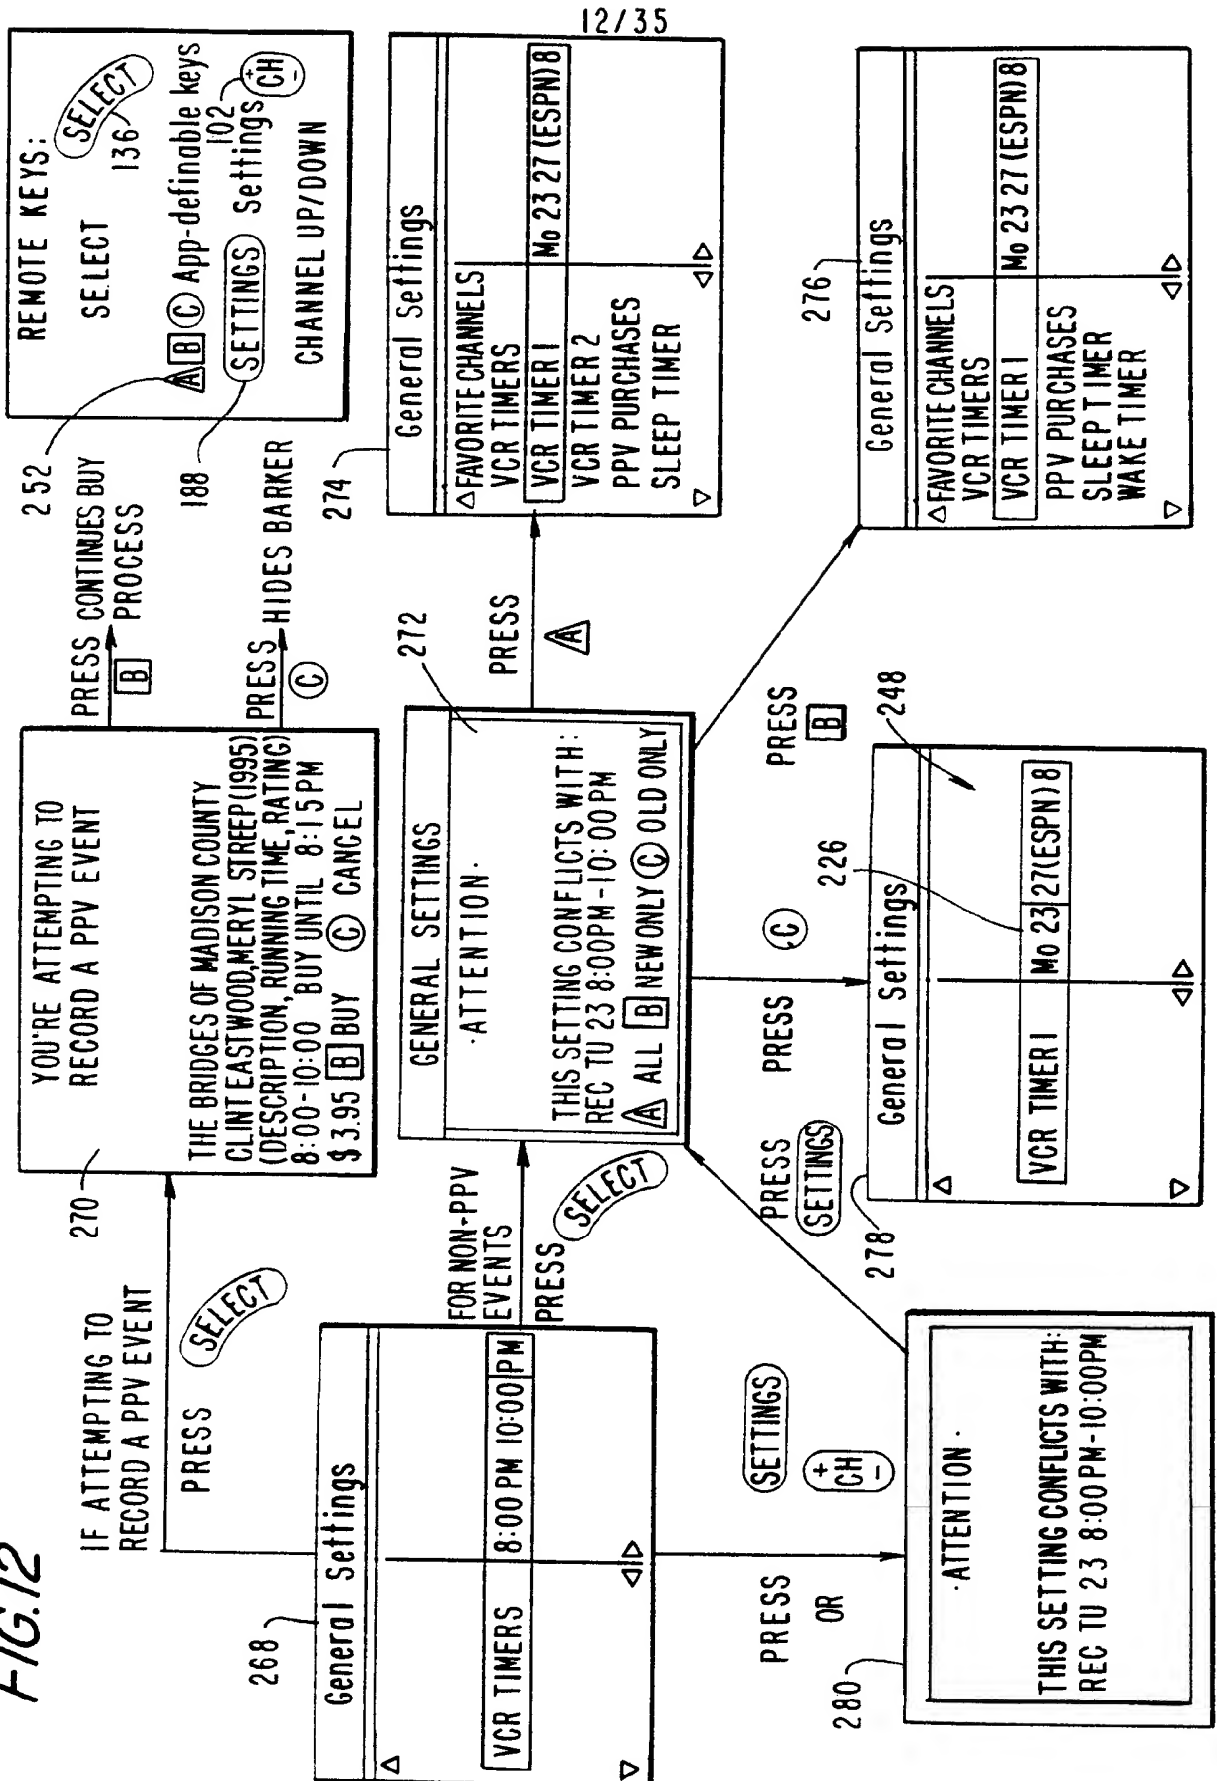 12/35
FIG.12
REMOTE KEYS:
SELECT
SELECT
136
A B C App-definable keys
102
SETTINGS Settings
+
CH
-
CHANNEL UP/DOWN
252
188
IF ATTEMPTING TO
RECORD A PPV EVENT
PRESS
SELECT
270
YOU'RE ATTEMPTING TO
RECORD A PPV EVENT
THE BRIDGES OF MADISON COUNTY
CLINT EASTWOOD,MERYL STREEP(1995)
(DESCRIPTION, RUNNING TIME, RATING)
8:00-10:00 BUY UNTIL 8:15PM
$ 3.95 B BUY C CANCEL
PRESS CONTINUES BUY
B PROCESS
PRESS HIDES BARKER
C
268
General Settings
VCR TIMERS 8:00PM 10:00 PM
FOR NON-PPV
EVENTS
PRESS
SELECT
272
GENERAL SETTINGS
·ATTENTION·
THIS SETTING CONFLICTS WITH:
REC TU 23 8:00PM-10:00PM
A ALL B NEW ONLY C OLD ONLY
PRESS
A
274
General Settings
FAVORITE CHANNELS
VCR TIMERS
VCR TIMER 1 Mo 23 27 (ESPN) 8
VCR TIMER 2
PPV PURCHASES
SLEEP TIMER
PRESS
OR
SETTINGS
+
CH
-
280
·ATTENTION·
THIS SETTING CONFLICTS WITH:
REC TU 23 8:00PM-10:00PM
PRESS
SETTINGS
PRESS
C
278
General Settings
226
248
VCR TIMER1 Mo 23 27(ESPN) 8
PRESS
B
276
General Settings
FAVORITE CHANNELS
VCR TIMERS
VCR TIMER 1 Mo 23 27 (ESPN) 8
PPV PURCHASES
SLEEP TIMER
WAKE TIMER